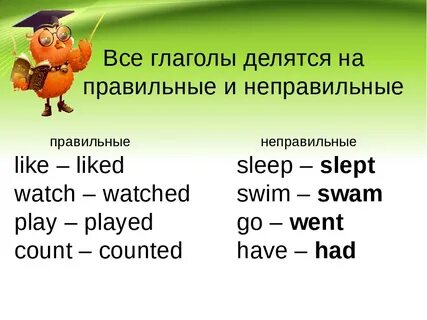 Все глаголы делятся на
правильные и неправильные
правильные
like – liked
watch – watched
play – played
count – counted
неправильные
sleep – slept
swim – swam
go – went
have – had